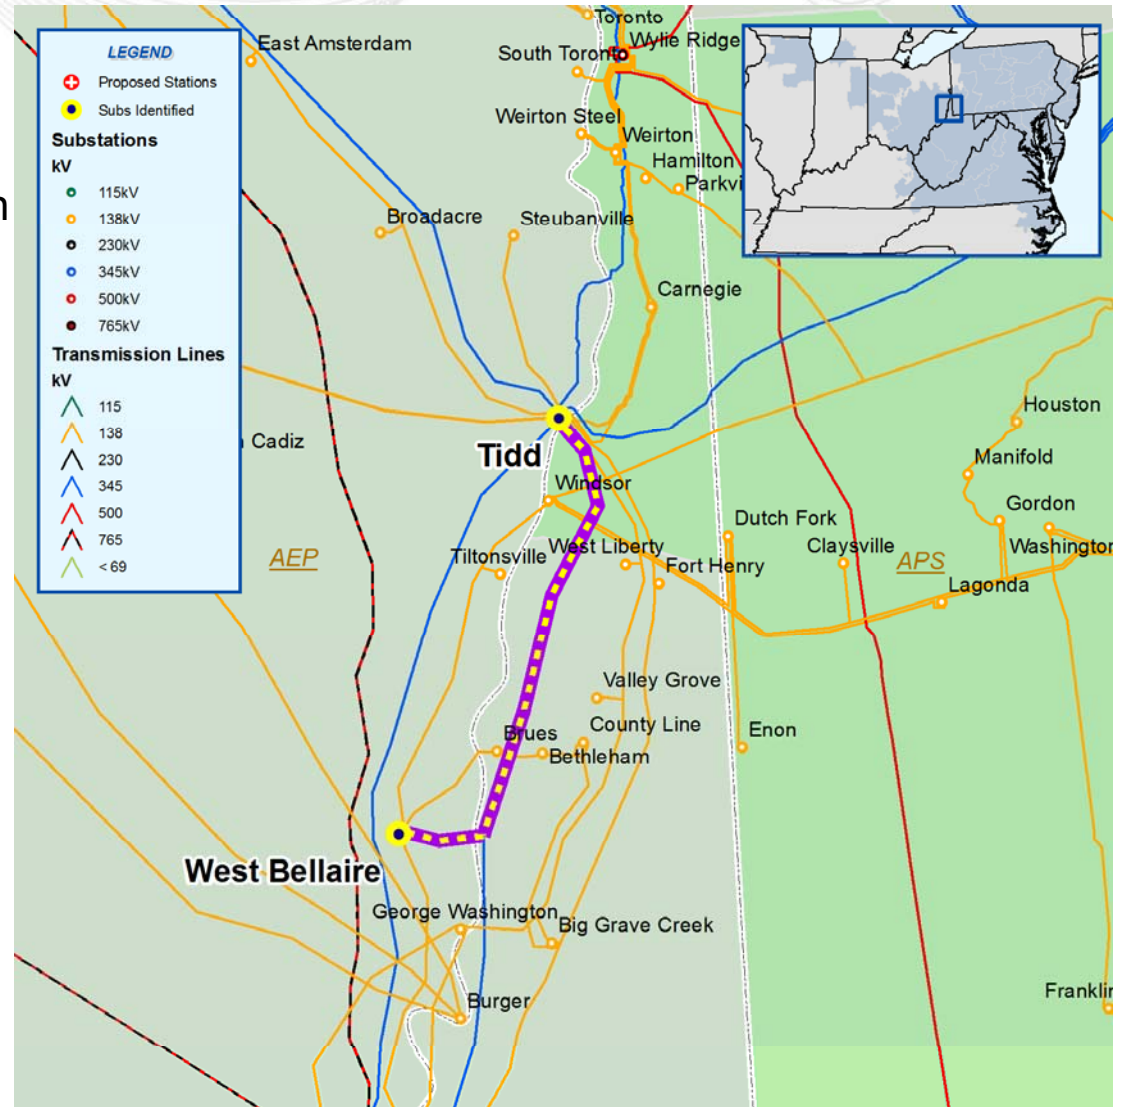 LEGEND
Proposed Stations
Subs Identified
Substations
kV
115kV
138kV
230kV
345kV
500kV
765kV
Transmission Lines
kV
115
138
230
345
500
765
< 69
Toronto
East Amsterdam
South Toronto
Wylie Ridge
Weirton Steel
Weirton
Hamilton
Parkvi
Broadacre
Steubanville
Carnegie
Houston
Cadiz
Tidd
Manifold
Windsor
Gordon
Dutch Fork
Tiltonsville
West Liberty
Claysville
Washington
AEP
Fort Henry
APS
Lagonda
Valley Grove
County Line
Brues
Enon
Bethleham
West Bellaire
George Washington
Big Grave Creek
Burger
Franklin